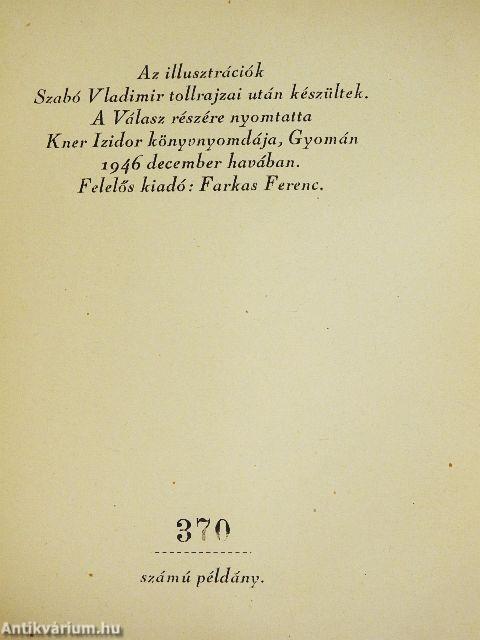 Az illusztrációk
Szabó Vladimir tollrajzai után készültek.
A Válasz részére nyomtatta
Kner Izidor könyvnyomdája, Gyomán
1946 december havában.
Felelős kiadó: Farkas Ferenc.
370
számú példány.
Antikvárium.hu